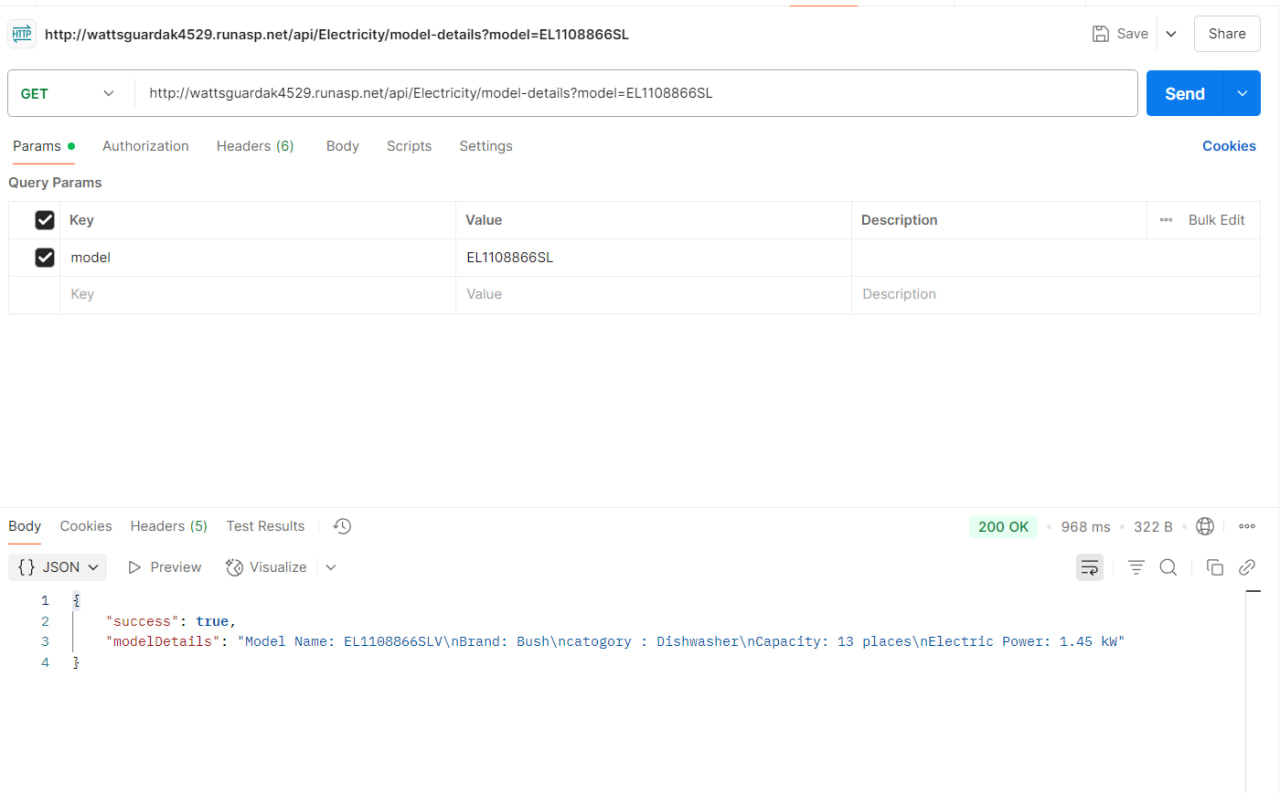 HTTP http://wattsguardak4529.runasp.net/api/Electricity/model-details?model=EL1108866SL Save Share
GET http://wattsguardak4529.runasp.net/api/Electricity/model-details?model=EL1108866SL Send
Params Authorization Headers (6) Body Scripts Settings Cookies
Query Params
Key Value Description Bulk Edit
model EL1108866SL
Key Value Description
Body Cookies Headers (5) Test Results 200 OK 968 ms 322 B
{} JSON Preview Visualize
1 {
2 "success": true,
3 "modelDetails": "Model Name: EL1108866SLV\nBrand: Bush\ncatogory : Dishwasher\nCapacity: 13 places\nElectric Power: 1.45 kW"
4 }